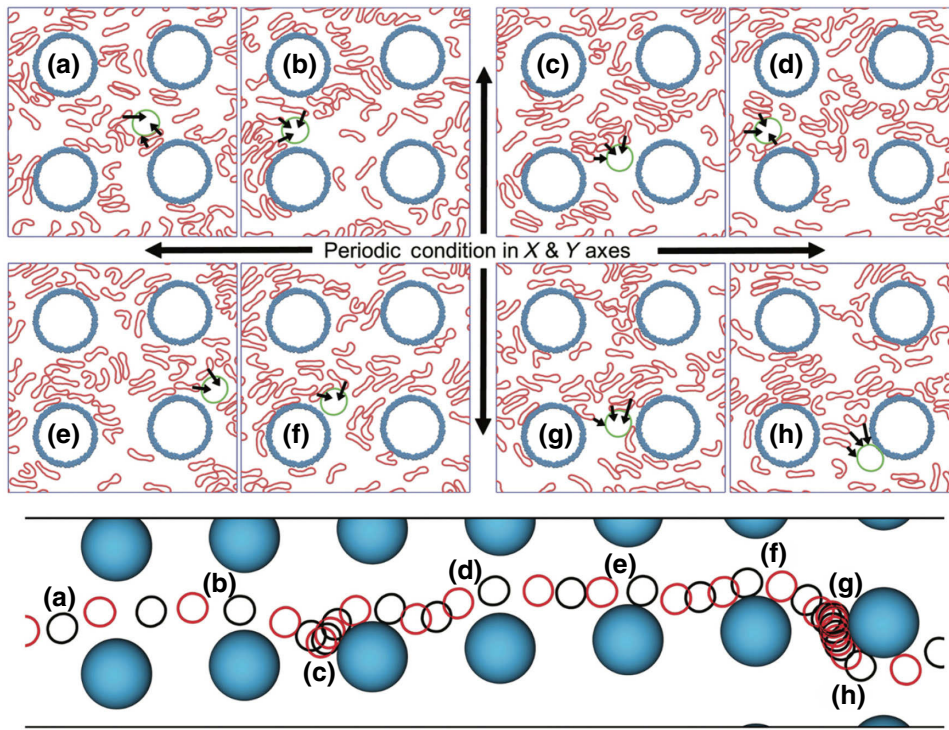 (a) (b) (c) (d)
Periodic condition in X & Y axes
(e) (f) (g) (h)
(a) (b) (c) (d) (e) (f) (g) (h)